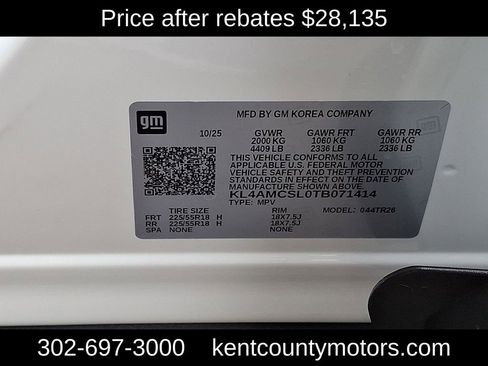 Price after rebates $28,135
gm
MFD BY GM KOREA COMPANY
10/25 GVWR GAWR FRT GAWR RR
2000 KG 1060 KG 1060 KG
4409 LB 2336 LB 2336 LB
THIS VEHICLE CONFORMS TO ALL
APPLICABLE U.S. FEDERAL MOTOR
VEHICLE SAFETY AND THEFT PREVENTION
STANDARDS IN EFFECT ON THE DATE OF
MANUFACTURE SHOWN ABOVE.
KL4AMCSL0TB071414
TYPE: MPV
TIRE SIZE RIM MODEL: 044TR26
FRT 225/55R18 H 18X7.5J
RR 225/55R18 H 18X7.5J
SPA NONE NONE
302-697-3000 kentcountymotors.com